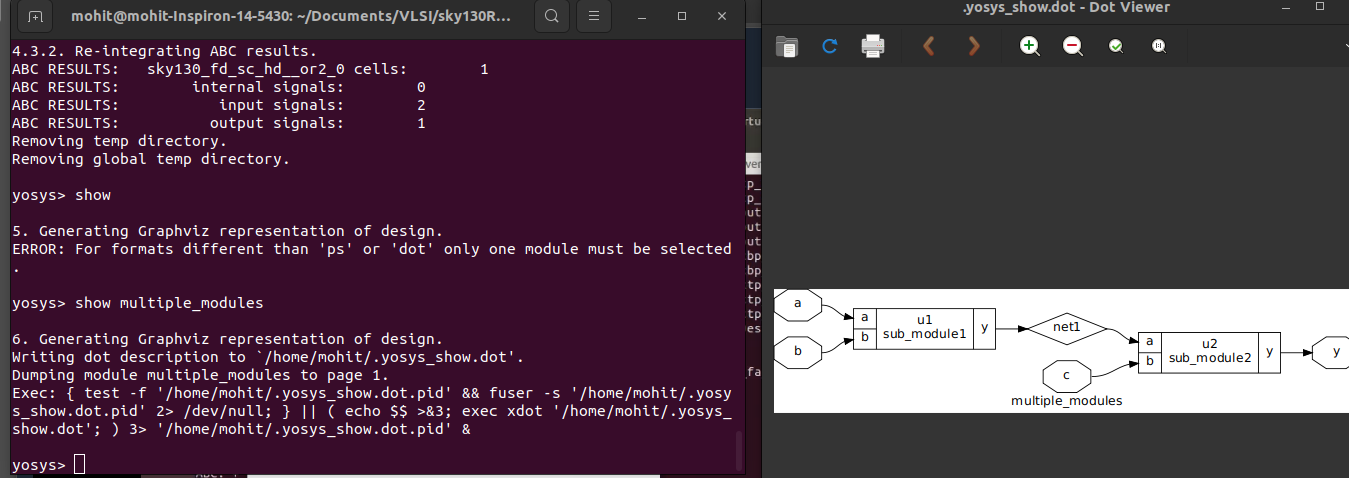 mohit@mohit-Inspiron-14-5430: ~/Documents/VLSI/sky130R...
4.3.2. Re-integrating ABC results.
ABC RESULTS:   sky130_fd_sc_hd__or2_0 cells:        1
ABC RESULTS:        internal signals:        0
ABC RESULTS:           input signals:        2
ABC RESULTS:          output signals:        1
Removing temp directory.
Removing global temp directory.
yosys> show
5. Generating Graphviz representation of design.
ERROR: For formats different than 'ps' or 'dot' only one module must be selected
.
yosys> show multiple_modules
6. Generating Graphviz representation of design.
Writing dot description to `/home/mohit/.yosys_show.dot'.
Dumping module multiple_modules to page 1.
Exec: { test -f '/home/mohit/.yosys_show.dot.pid' && fuser -s '/home/mohit/.yosy
s_show.dot.pid' 2> /dev/null; } || ( echo $$ >&3; exec xdot '/home/mohit/.yosys_
show.dot'; ) 3> '/home/mohit/.yosys_show.dot.pid' &
yosys>
.yosys_show.dot - Dot Viewer
a
b
a
b
u1
sub_module1
y
net1
c
a
b
u2
sub_module2
y
y
multiple_modules